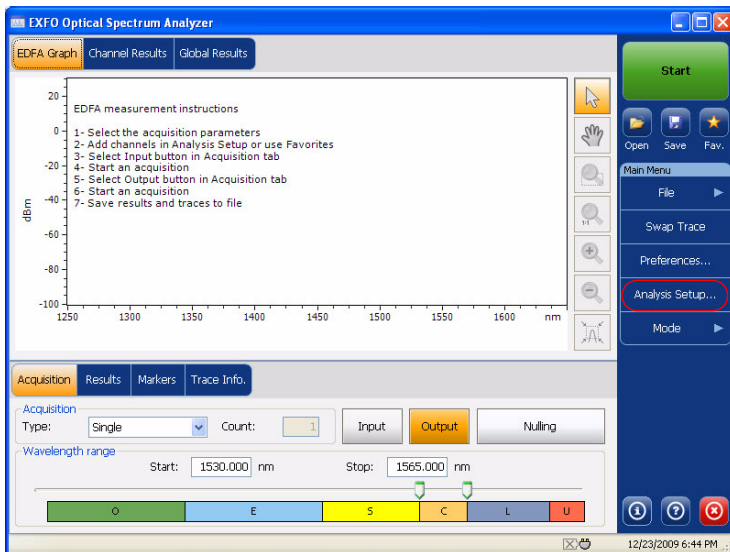 EXFO Optical Spectrum Analyzer
EDFA Graph
Channel Results
Global Results
20
0
-20
-40
-60
-80
-100
dBm
EDFA measurement instructions
1- Select the acquisition parameters
2- Add channels in Analysis Setup or use Favorites
3- Select Input button in Acquisition tab
4- Start an acquisition
5- Select Output button in Acquisition tab
6- Start an acquisition
7- Save results and traces to file
1250 1300 1350 1400 1450 1500 1550 1600 nm
1:1
Start
Open Save Fav.
Main Menu
File
Swap Trace
Preferences...
Analysis Setup...
Mode
Acquisition
Results
Markers
Trace Info.
Acquisition
Type: Single Count: 1
Input
Output
Nulling
Wavelength range
Start: 1530.000 nm Stop: 1565.000 nm
O E S C L U
12/23/2009 6:44 PM